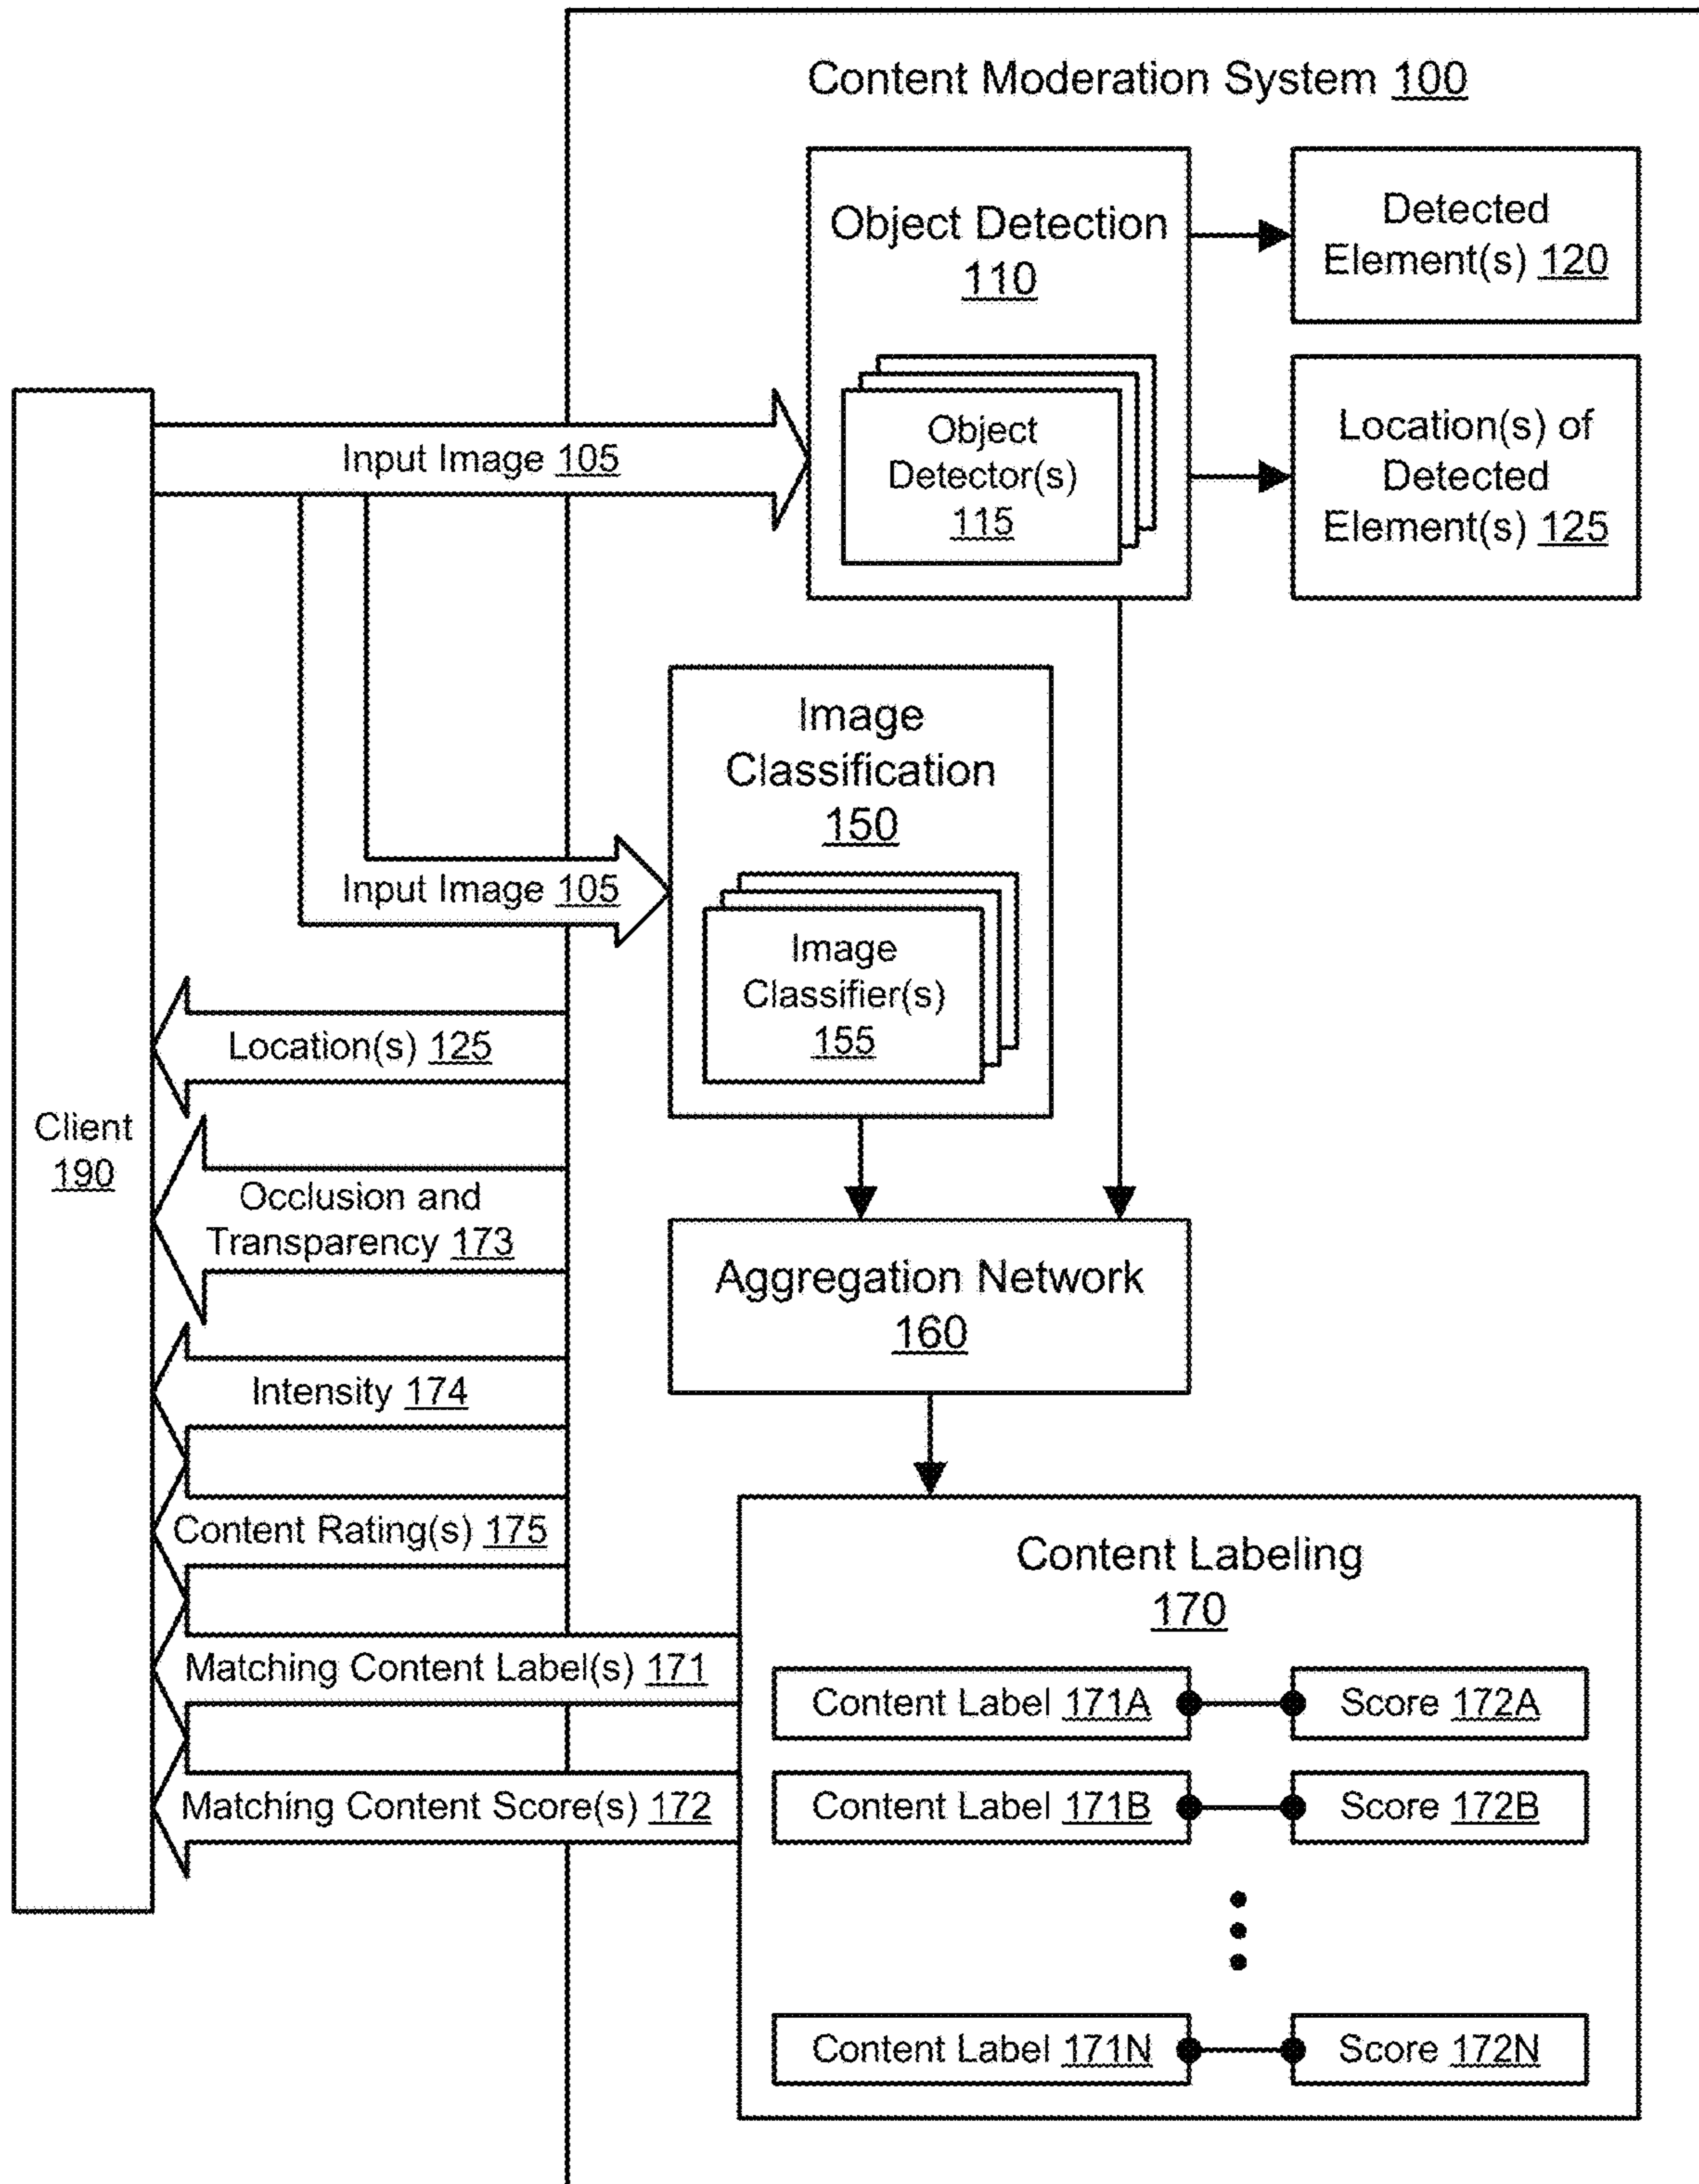 Content Moderation System 100
Object Detection
110
Object
Detector(s)
115
Detected
Element(s) 120
Location(s) of
Detected
Element(s) 125
Input Image 105
Image
Classification
150
Image
Classifier(s)
155
Input Image 105
Client
190
Location(s) 125
Occlusion and
Transparency 173
Intensity 174
Content Rating(s) 175
Matching Content Label(s) 171
Matching Content Score(s) 172
Aggregation Network
160
Content Labeling
170
Content Label 171A
Score 172A
Content Label 171B
Score 172B
Content Label 171N
Score 172N